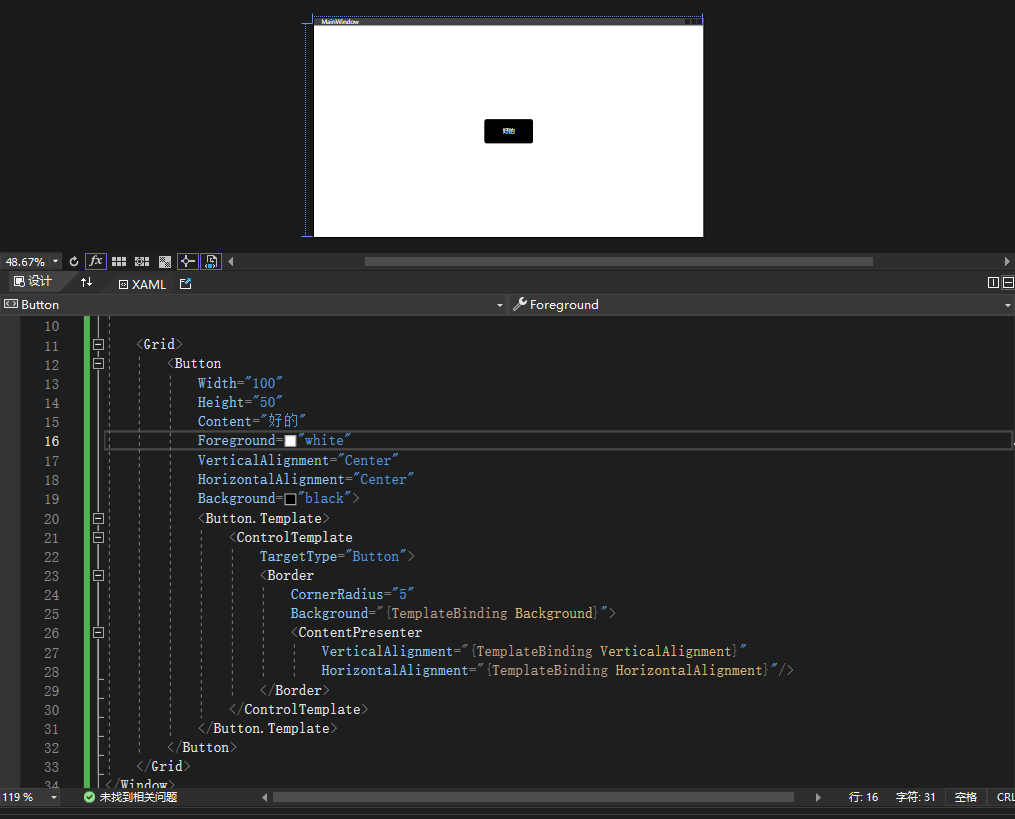 MainWindow
好的
48.67%
fx
设计
XAML
Button
Foreground
10
11 <Grid>
12 <Button
13 Width="100"
14 Height="50"
15 Content="好的"
16 Foreground="white"
17 VerticalAlignment="Center"
18 HorizontalAlignment="Center"
19 Background="black">
20 <Button.Template>
21 <ControlTemplate
22 TargetType="Button">
23 <Border
24 CornerRadius="5"
25 Background="{TemplateBinding Background}">
26 <ContentPresenter
27 VerticalAlignment="{TemplateBinding VerticalAlignment}"
28 HorizontalAlignment="{TemplateBinding HorizontalAlignment}"/>
29 </Border>
30 </ControlTemplate>
31 </Button.Template>
32 </Button>
33 </Grid>
34 </Window>
119 %
未找到相关问题
行: 16
字符: 31
空格
CRL